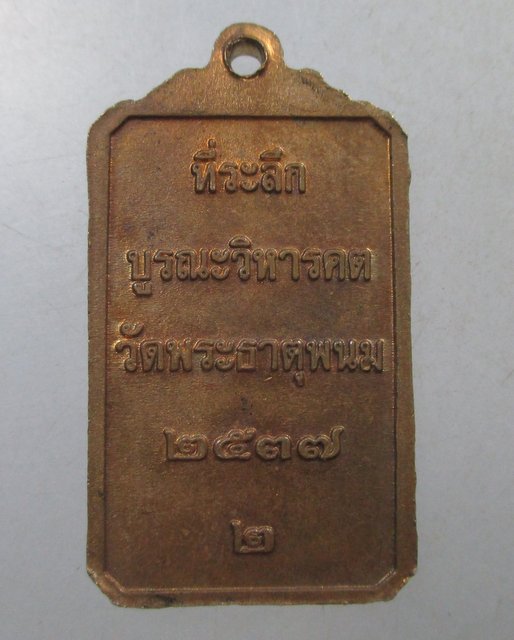 ที่ระลึก
บูรณะวิหารคต
วัดพระธาตุพนม
๒๕๓๗
๒